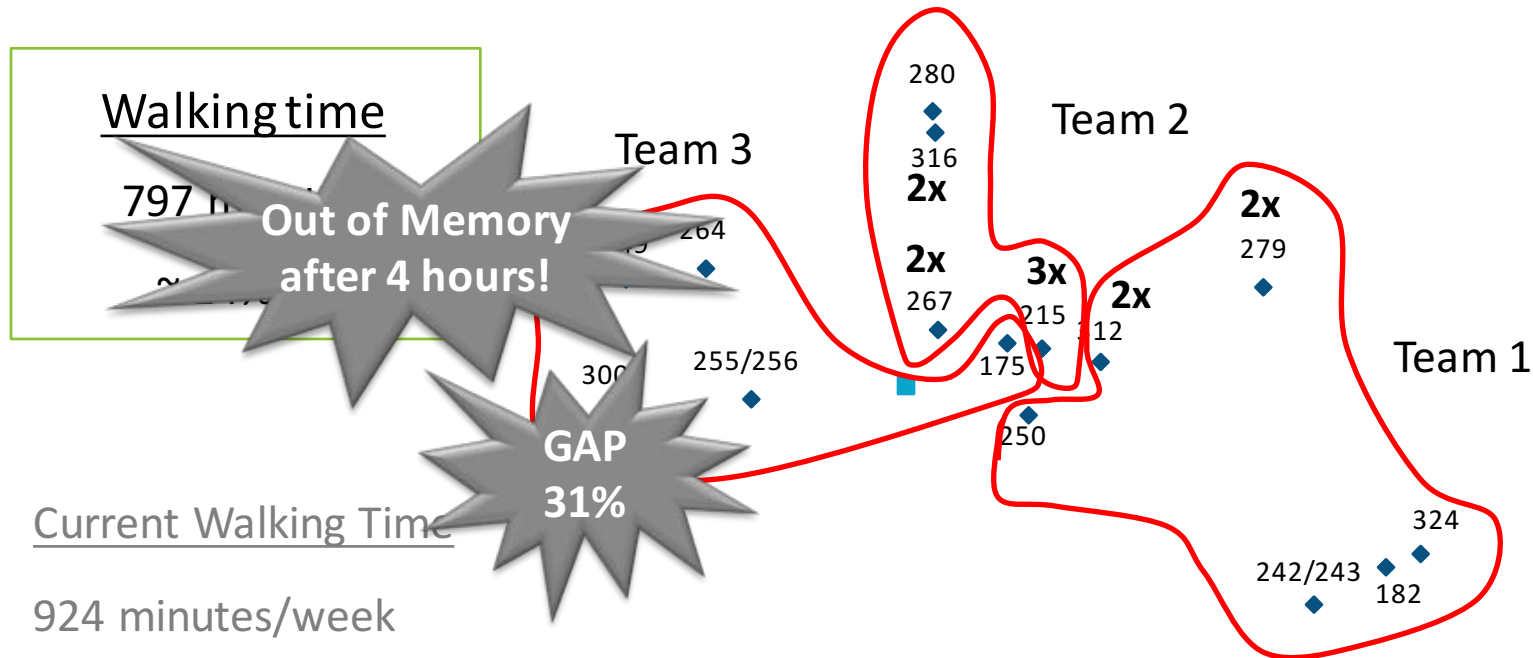 Walking time
797
Out of Memory
after 4 hours!
GAP
31%
Current Walking Time
924 minutes/week
Team 3
264
300
255/256
Team 2
280
316
2x
2x
267
3x
215
175
2x
312
250
2x
279
Team 1
324
242/243
182